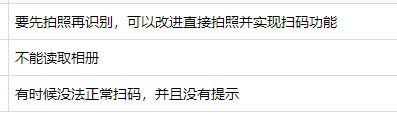 要先拍照再识别，可以改进直接拍照并实现扫码功能
不能读取相册
有时候没法正常扫码，并且没有提示